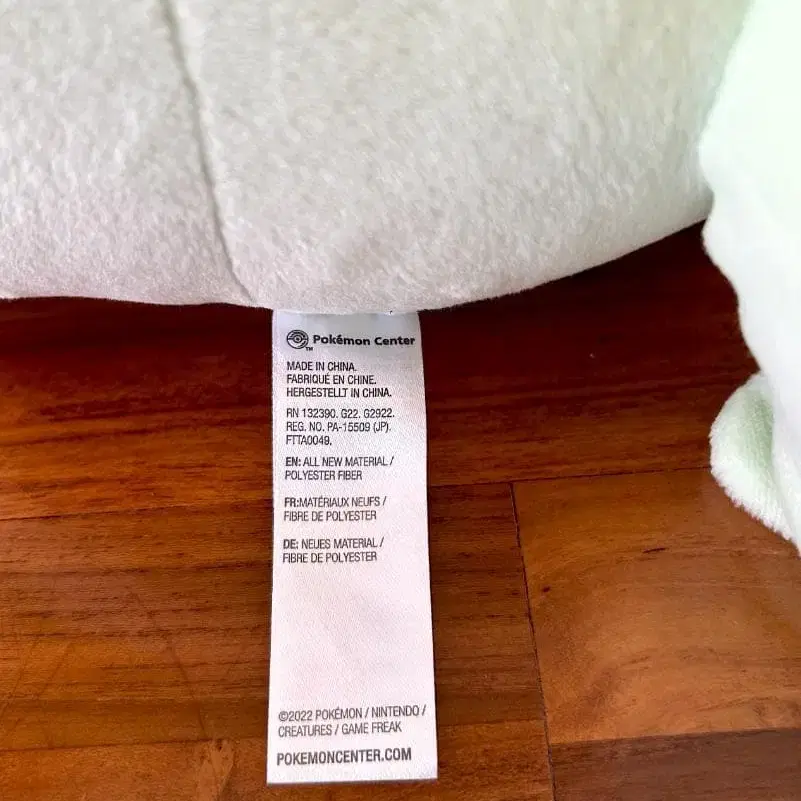 Pokémon Center
TM
MADE IN CHINA.
FABRIQUÉ EN CHINE.
HERGESTELLT IN CHINA.
RN 132390. G22. G2922.
REG. NO. PA-15509 (JP).
FTTA0049.
EN: ALL NEW MATERIAL /
POLYESTER FIBER
FR:MATÉRIAUX NEUFS /
FIBRE DE POLYESTER
DE: NEUES MATERIAL /
FIBRE DE POLYESTER
©2022 POKÉMON / NINTENDO /
CREATURES / GAME FREAK
POKEMONCENTER.COM